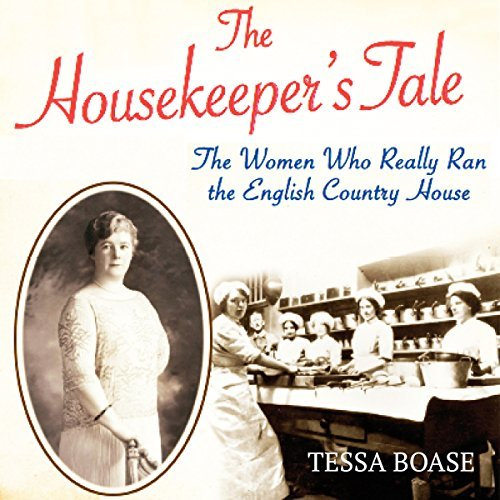 The
Housekeeper's Tale
The Women Who Really Ran
the English Country House
TESSA BOASE